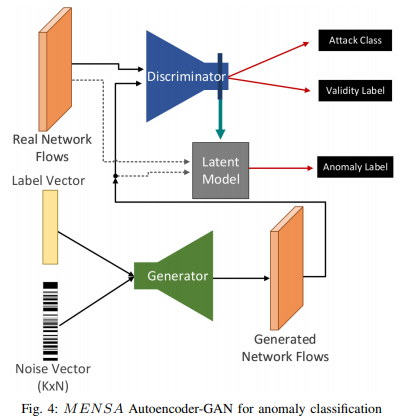 Attack Class
Discriminator
Validity Label
Real Network
Flows
Latent
Model
Anomaly Label
Label Vector
Generator
Generated
Network Flows
Noise Vector
(KxN)
Fig. 4: MENSA Autoencoder-GAN for anomaly classification